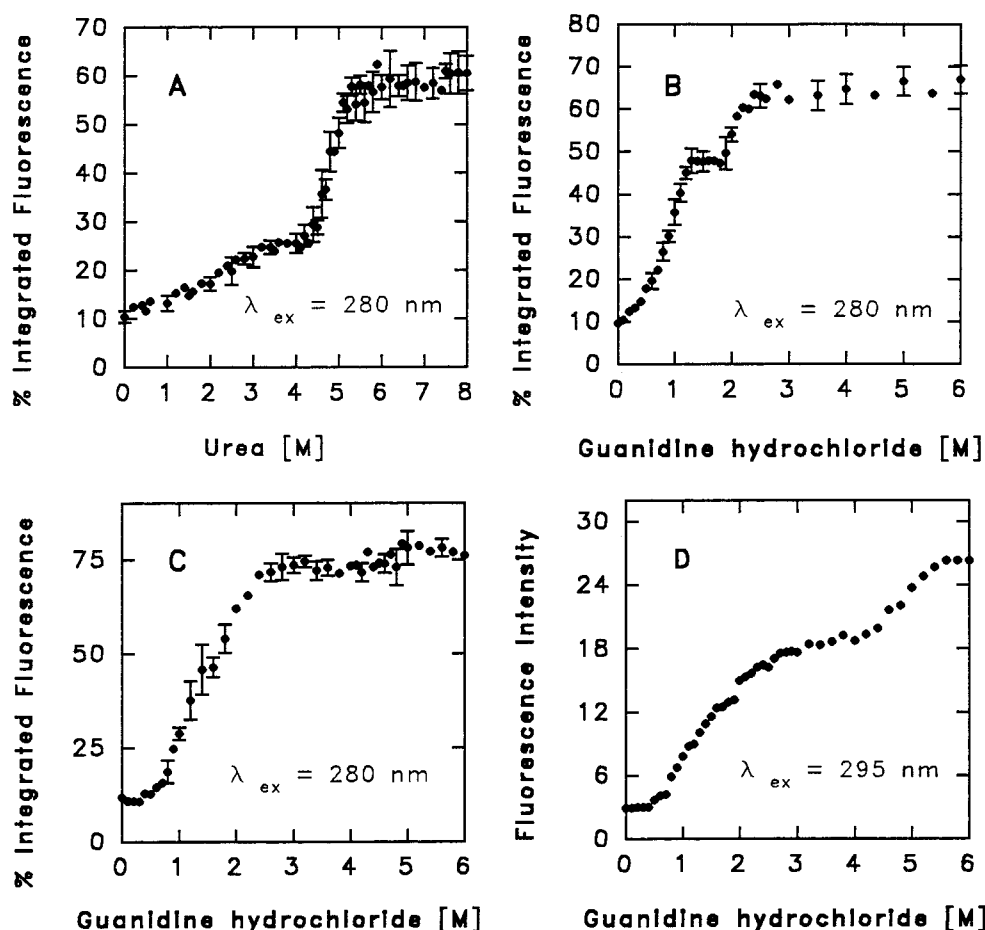 % Integrated Fluorescence
70
60
50
40
30
20
10
0
A
λ ex = 280 nm
0 1 2 3 4 5 6 7 8
Urea [M]
% Integrated Fluorescence
80
70
60
50
40
30
20
10
0
B
λ ex = 280 nm
0 1 2 3 4 5 6
Guanidine hydrochloride [M]
% Integrated Fluorescence
75
50
25
0
C
λ ex = 280 nm
0 1 2 3 4 5 6
Guanidine hydrochloride [M]
Fluorescence Intensity
30
24
18
12
6
0
D
λ ex = 295 nm
0 1 2 3 4 5 6
Guanidine hydrochloride [M]